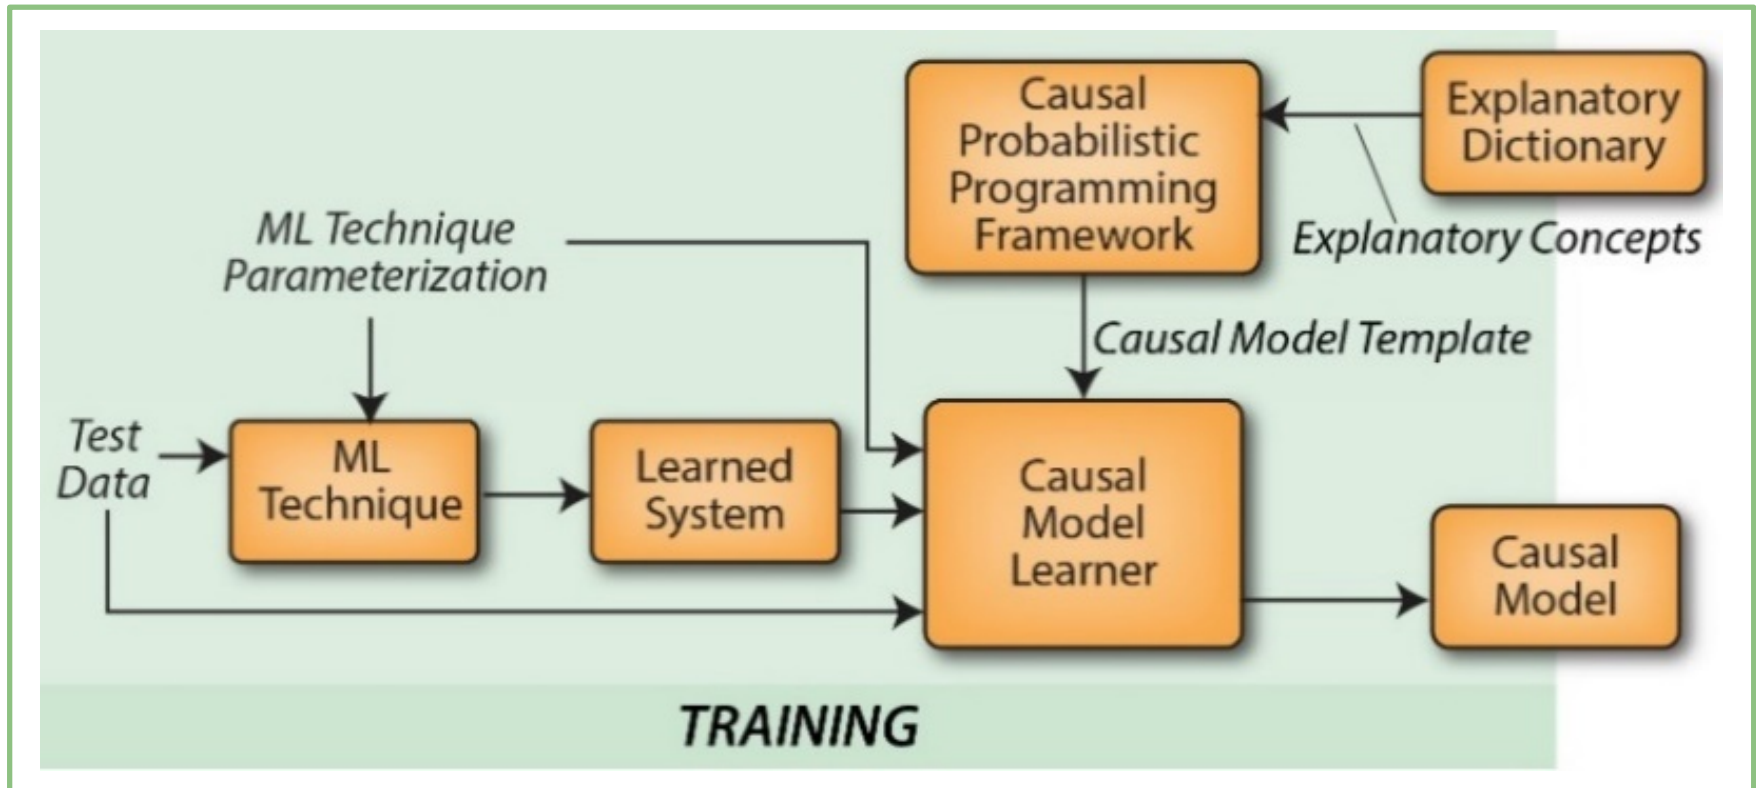 Causal
Probabilistic
Programming
Framework
Explanatory
Dictionary
Explanatory Concepts
ML Technique
Parameterization
Causal Model Template
Test
Data
ML
Technique
Learned
System
Causal
Model
Learner
Causal
Model
TRAINING